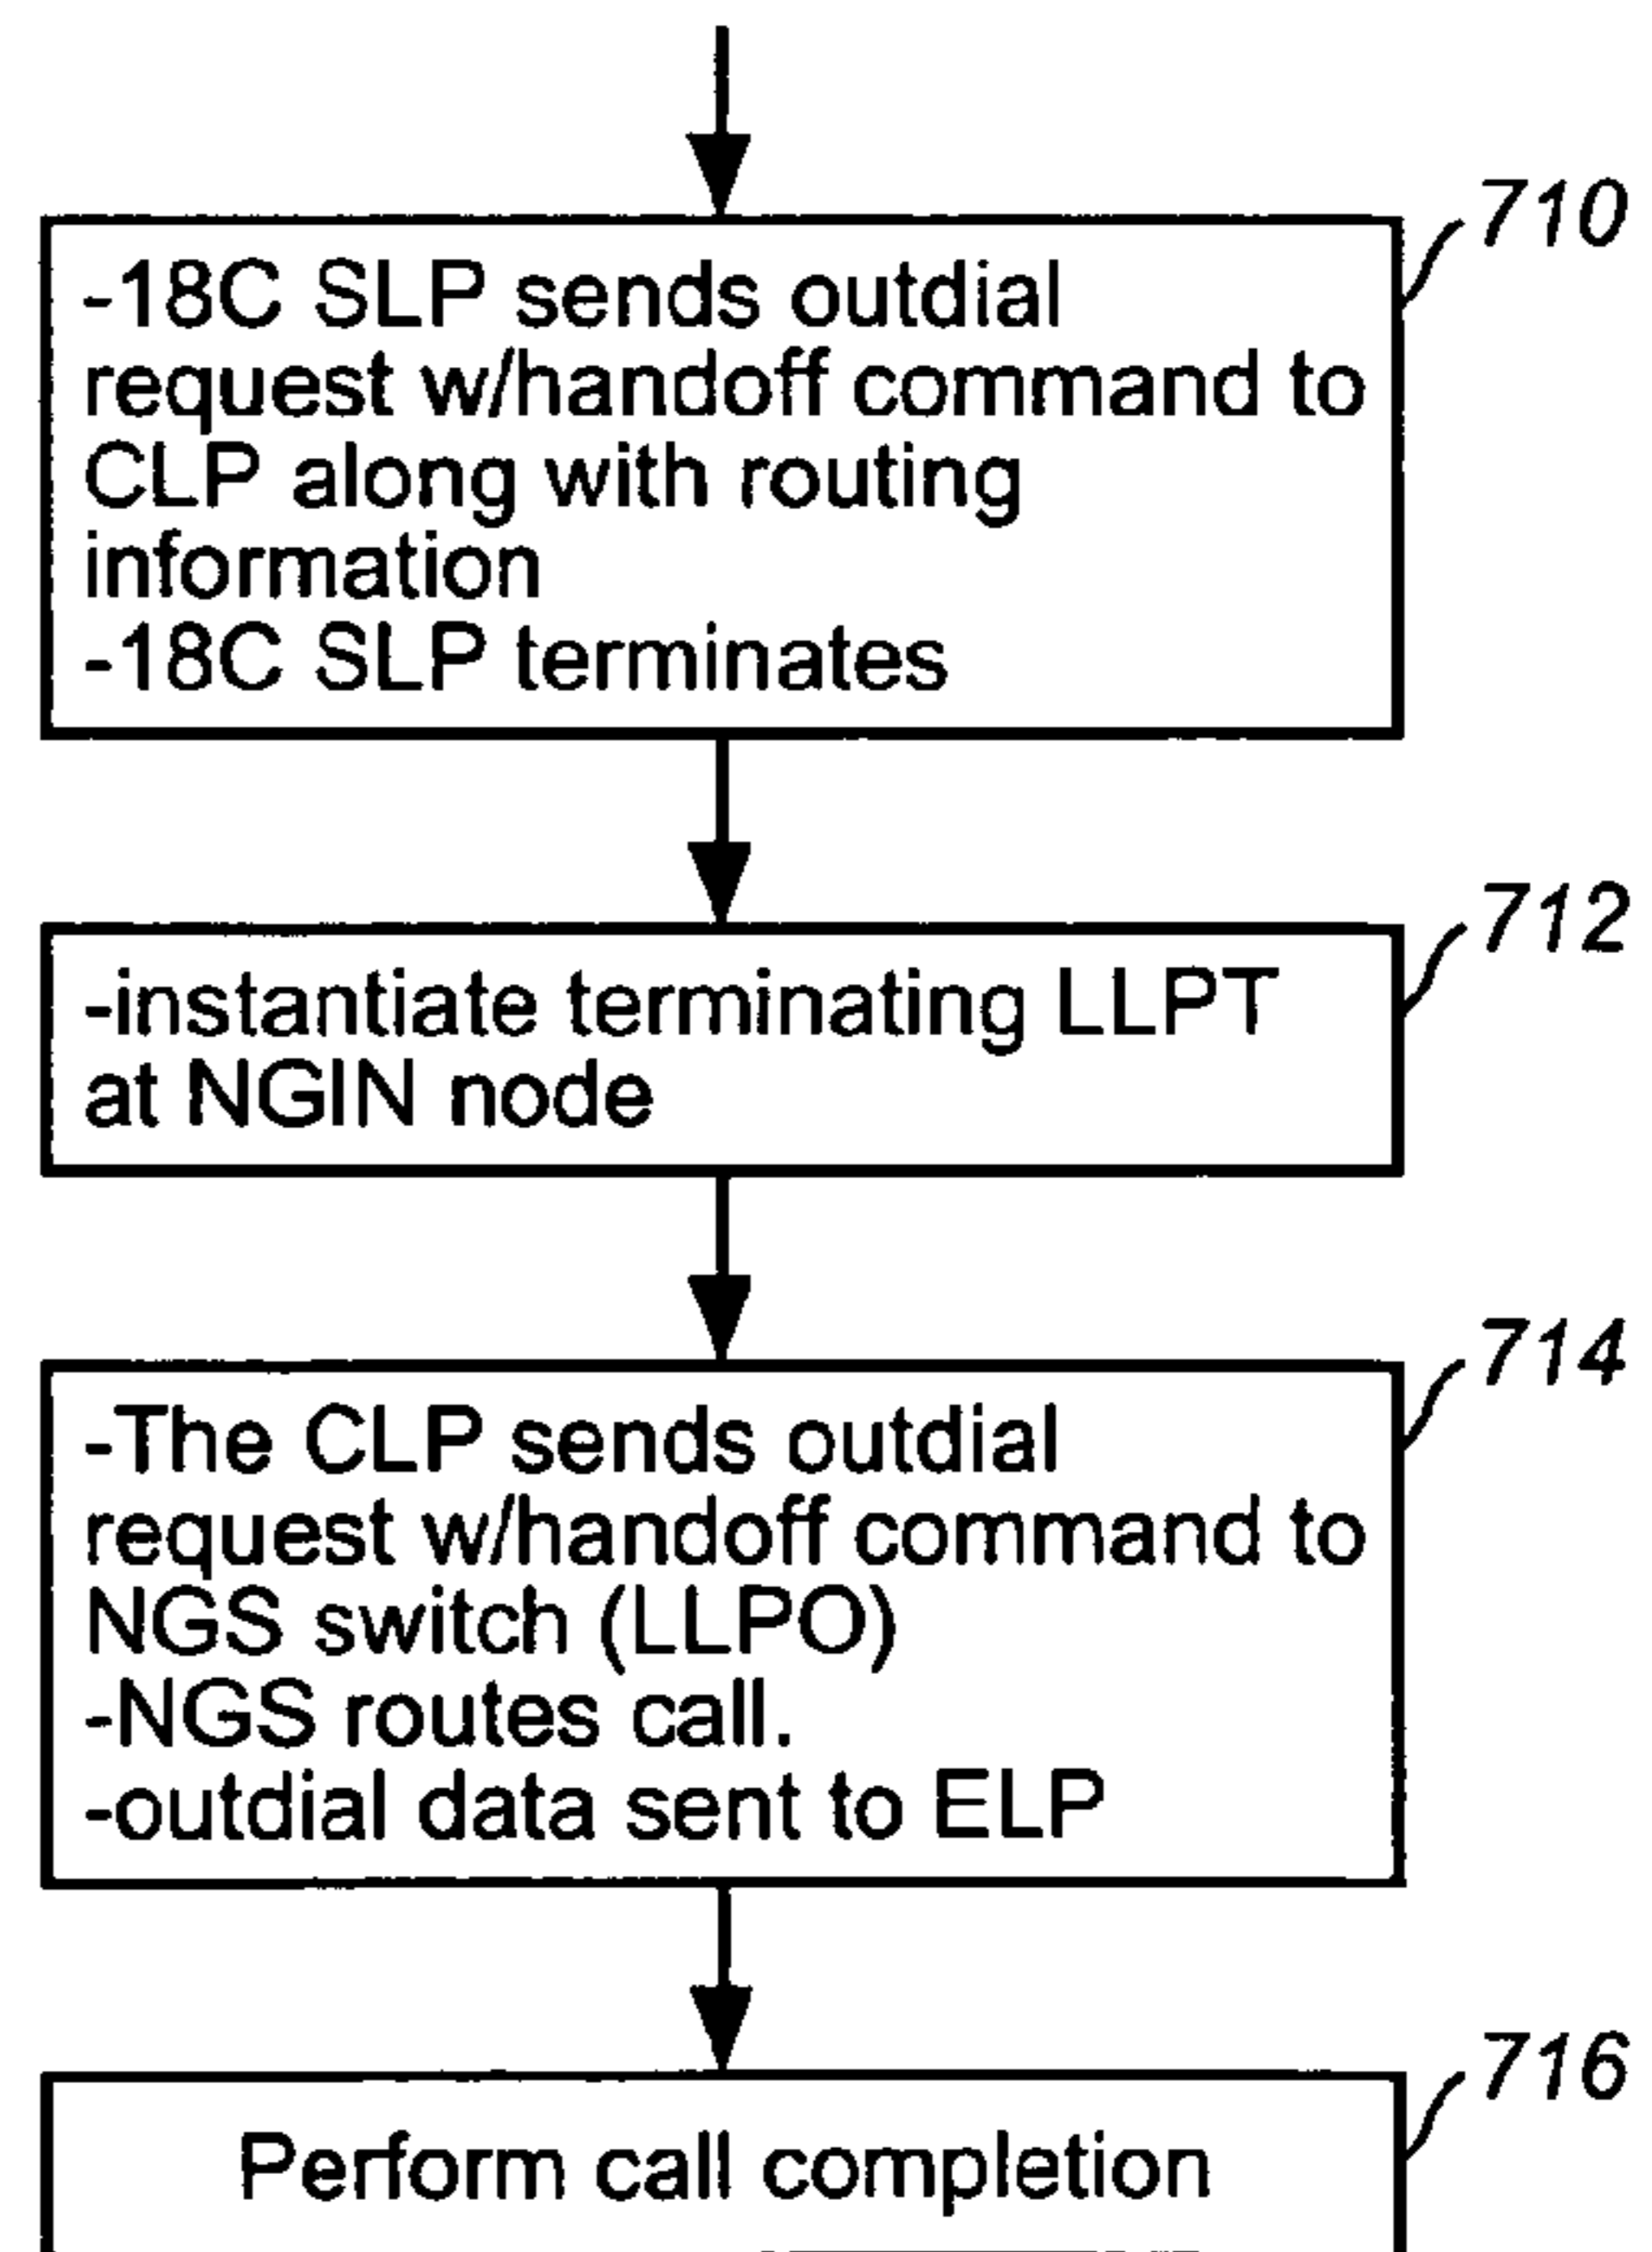 710
-18C SLP sends outdial
request w/handoff command to
CLP along with routing
information
-18C SLP terminates
712
-instantiate terminating LLPT
at NGIN node
714
-The CLP sends outdial
request w/handoff command to
NGS switch (LLPO)
-NGS routes call.
-outdial data sent to ELP
716
Perform call completion